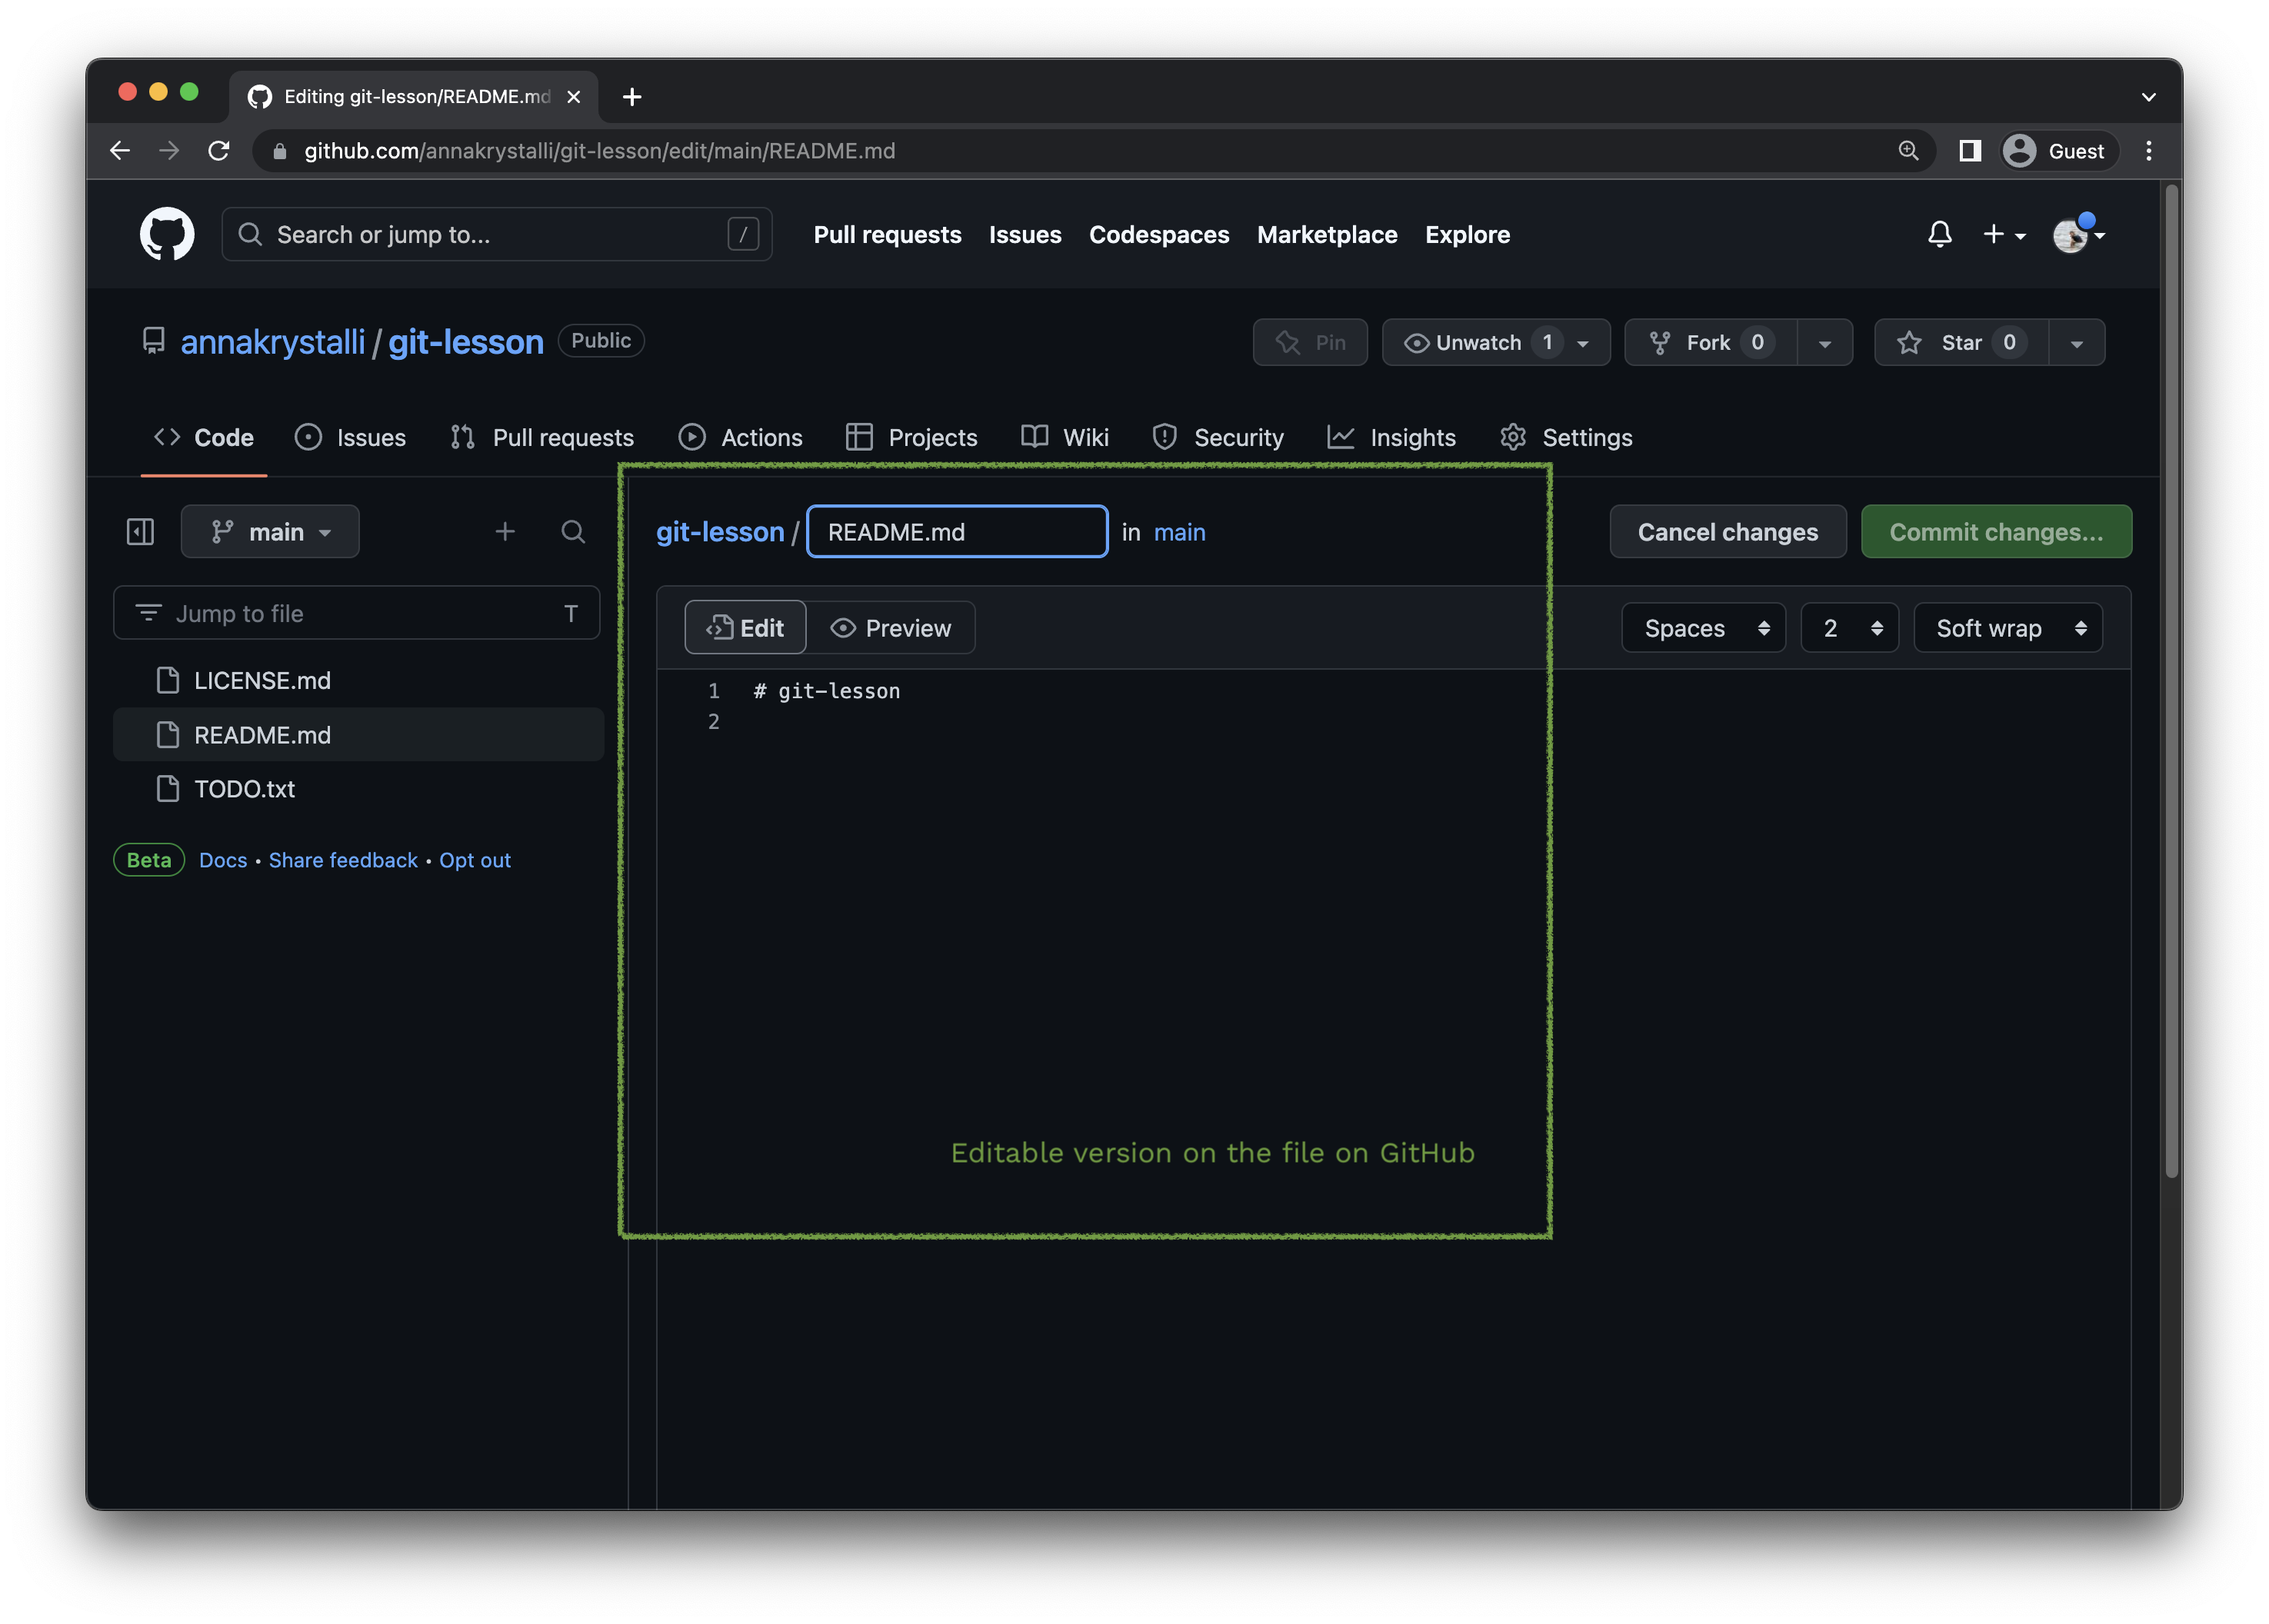 Editing git-lesson/README.md
github.com/annakrystalli/git-lesson/edit/main/README.md
Guest
Search or jump to... /
Pull requests Issues Codespaces Marketplace Explore
annakrystalli / git-lesson Public
Pin Unwatch 1 Fork 0 Star 0
Code Issues Pull requests Actions Projects Wiki Security Insights Settings
main
git-lesson / README.md in main
Cancel changes Commit changes...
Jump to file T
Edit Preview
Spaces 2 Soft wrap
LICENSE.md
README.md
TODO.txt
Beta Docs • Share feedback • Opt out
1 # git-lesson
2
Editable version on the file on GitHub